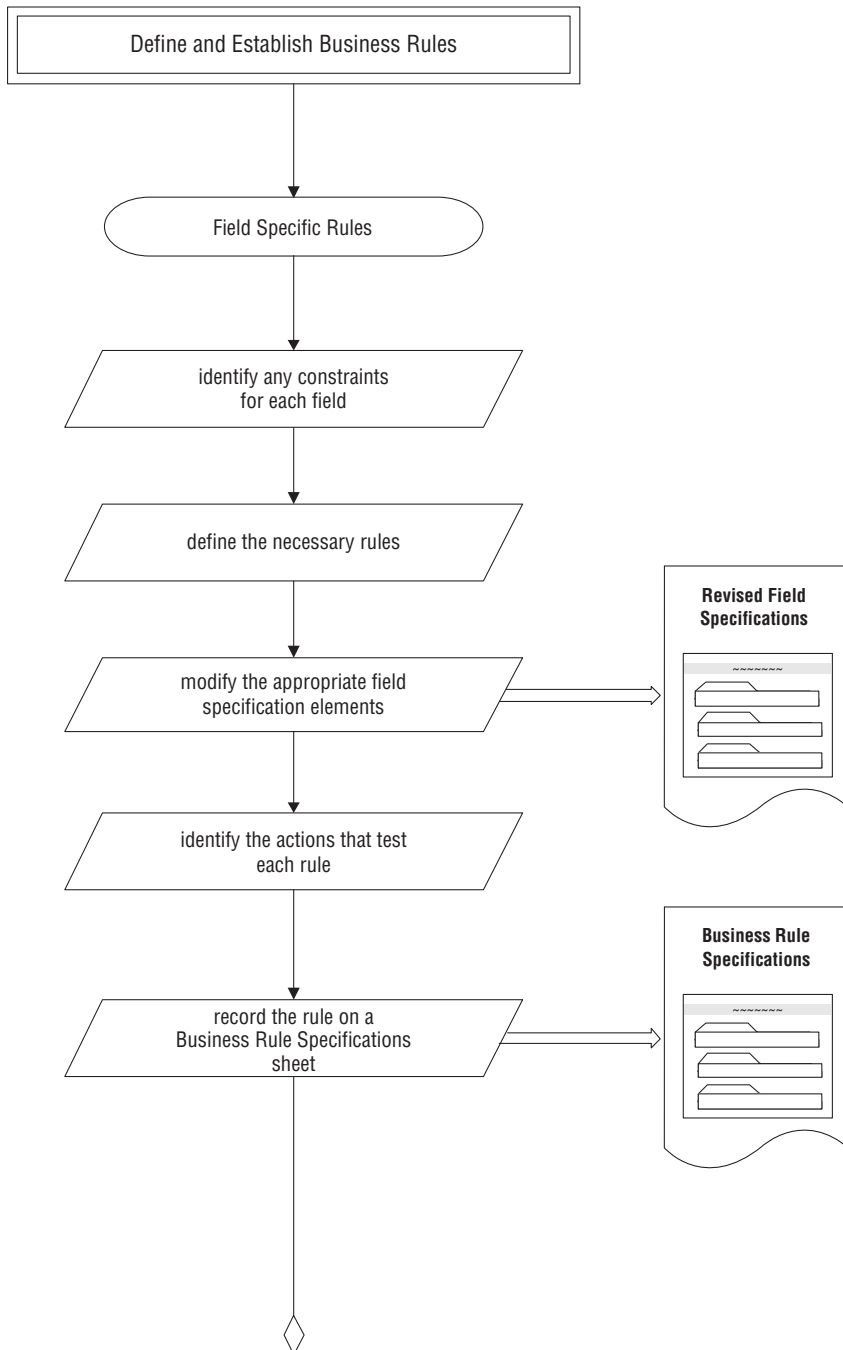 Define and Establish Business Rules
Field Specific Rules
identify any constraints
for each field
define the necessary rules
modify the appropriate field
specification elements
Revised Field
Specifications
~~~~~~~
identify the actions that test
each rule
record the rule on a
Business Rule Specifications
sheet
Business Rule
Specifications
~~~~~~~